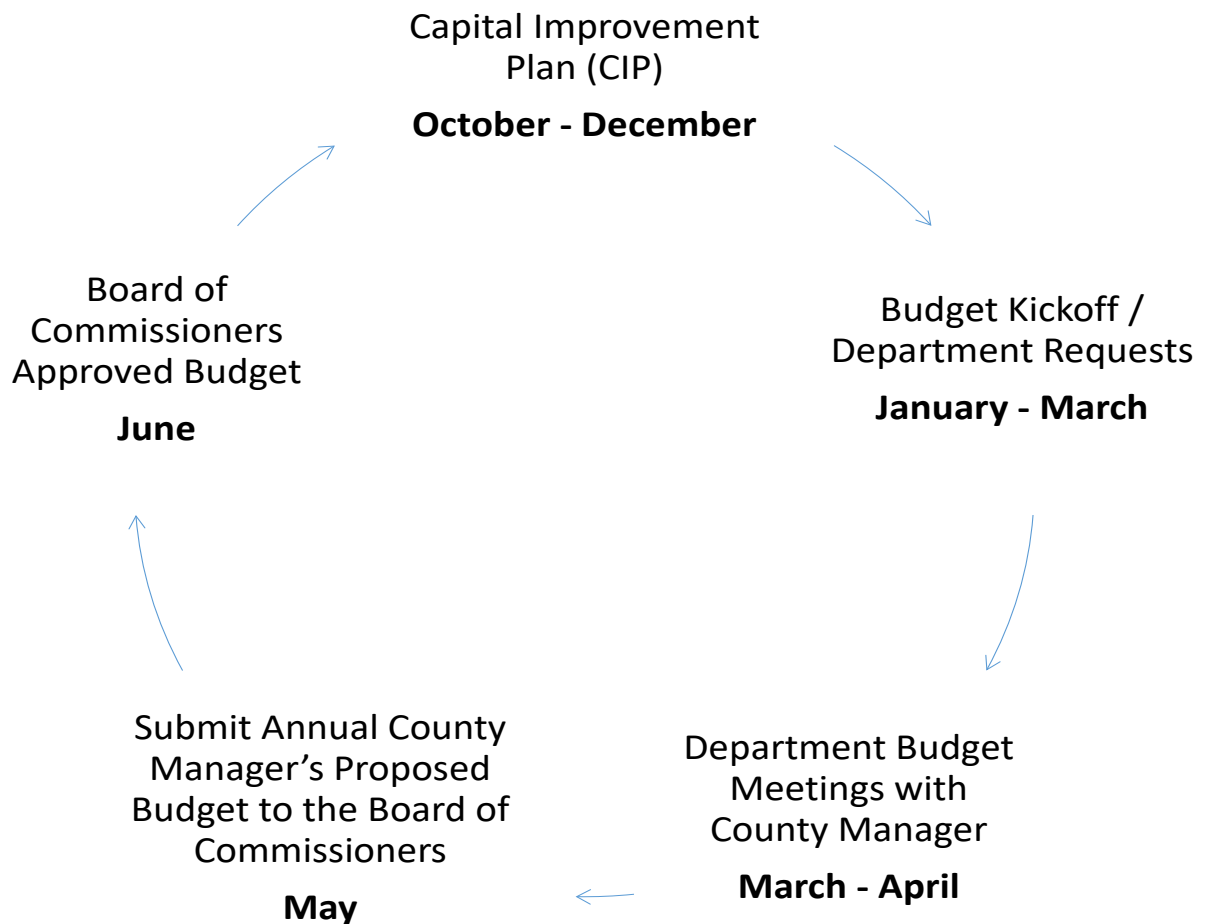 Capital Improvement
Plan (CIP)
October - December
Budget Kickoff /
Department Requests
January - March
Department Budget
Meetings with
County Manager
March - April
Submit Annual County
Manager’s Proposed
Budget to the Board of
Commissioners
May
Board of
Commissioners
Approved Budget
June